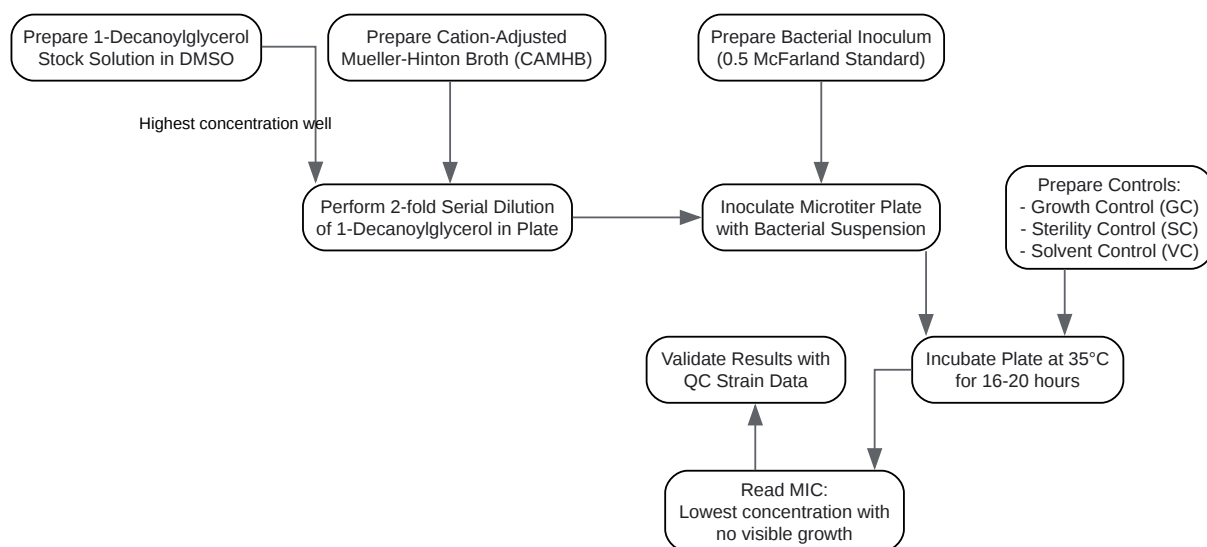 Prepare 1-Decanoylglycerol
Stock Solution in DMSO
Prepare Cation-Adjusted
Mueller-Hinton Broth (CAMHB)
Prepare Bacterial Inoculum
(0.5 McFarland Standard)
Highest concentration well
Perform 2-fold Serial Dilution
of 1-Decanoylglycerol in Plate
Inoculate Microtiter Plate
with Bacterial Suspension
Prepare Controls:
- Growth Control (GC)
- Sterility Control (SC)
- Solvent Control (VC)
Validate Results with
QC Strain Data
Incubate Plate at 35°C
for 16-20 hours
Read MIC:
Lowest concentration with
no visible growth